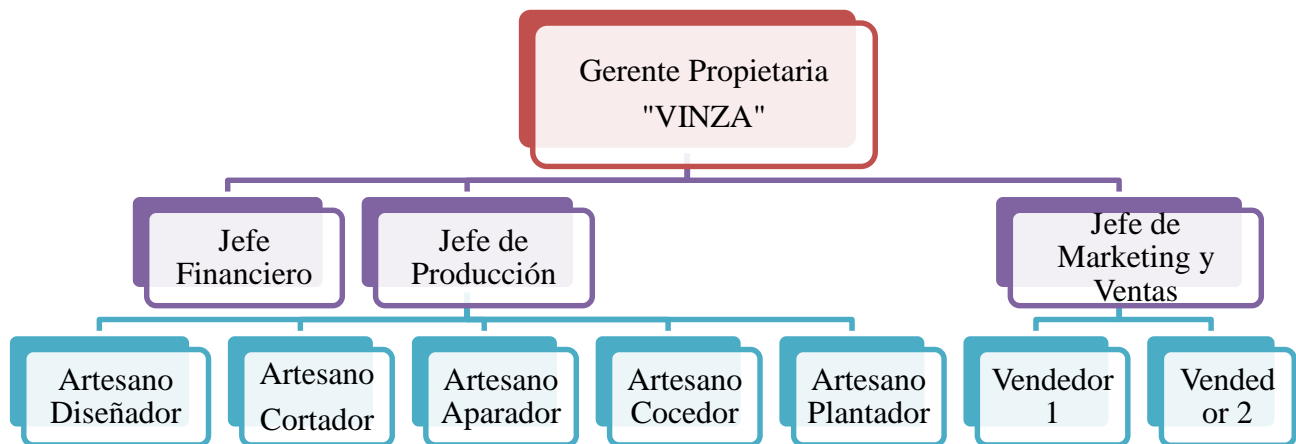 Gerente Propietaria
"VINZA"
Jefe
Financiero
Jefe de
Producción
Jefe de
Marketing y
Ventas
Artesano
Diseñador
Artesano
Cortador
Artesano
Aparador
Artesano
Cocedor
Artesano
Plantador
Vendedor
1
Vended
or 2